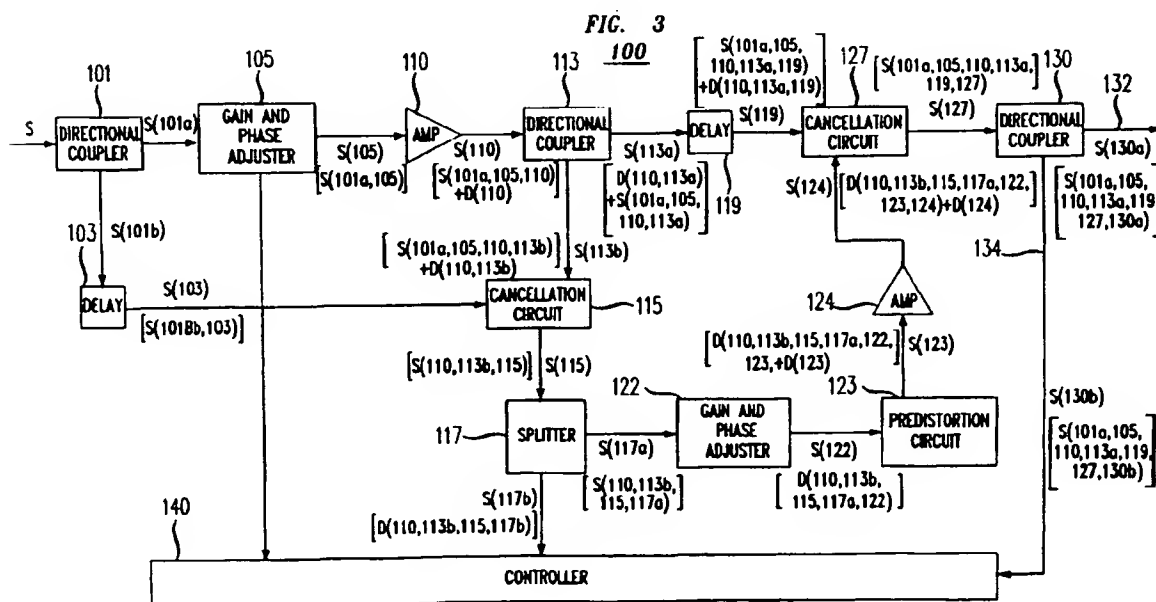 FIG. 3
100
101
DIRECTIONAL
COUPLER
S
S(101a)
S(101b)
105
GAIN AND
PHASE
ADJUSTER
S(105)
[S(101a,105)]
110
AMP
S(110)
[S(101a,105,110)
+D(110)]
113
DIRECTIONAL
COUPLER
S(113a)
[D(110,113a)
+S(101a,105,
110,113a)]
S(113b)
[S(101a,105,110,113b)
+D(110,113b)]
DELAY
119
[S(101a,105,
110,113a,119)
+D(110,113a,119)]
S(119)
127
CANCELLATION
CIRCUIT
[S(101a,105,110,113a,
119,127)]
S(127)
130
DIRECTIONAL
COUPLER
132
S(130a)
[S(101a,105,
110,113a,119,
127,130a)]
134
S(130b)
[S(101a,105,
110,113a,119,
127,130b)]
103
DELAY
S(103)
[S(101Bb,103)]
CANCELLATION
CIRCUIT
115
[S(110,113b,115)]
S(115)
117
SPLITTER
S(117a)
[S(110,113b,
115,117a)]
S(117b)
[D(110,113b,115,117b)]
122
GAIN AND
PHASE
ADJUSTER
S(122)
[D(110,113b,
115,117a,122)]
123
PREDISTORTION
CIRCUIT
S(123)
[D(110,113b,115,117a,122,
123,+D(123)]
124
AMP
S(124)
[D(110,113b,115,117a,122,
123,124)+D(124)]
140
CONTROLLER